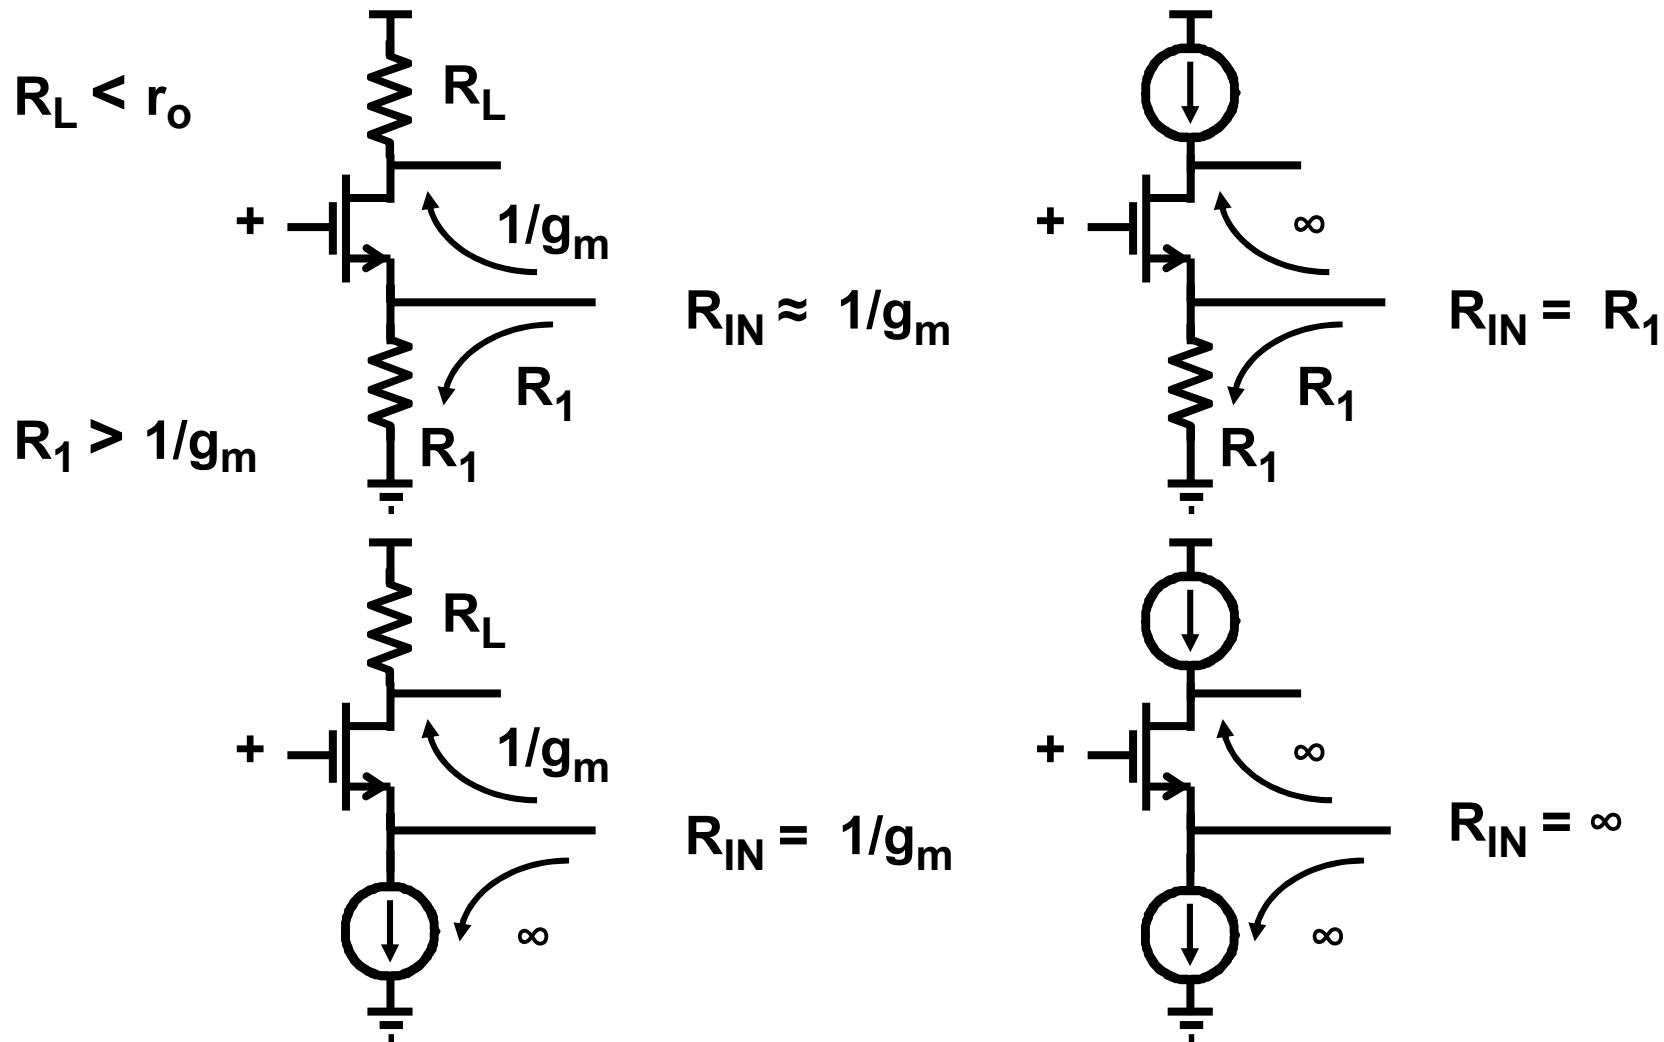 R_L < r_o
R_L
+
1/g_m
R_IN ≈ 1/g_m
R_1
R_1 > 1/g_m
R_1
+
∞
R_IN = R_1
R_1
R_1
R_L
+
1/g_m
R_IN = 1/g_m
∞
+
∞
R_IN = ∞
∞